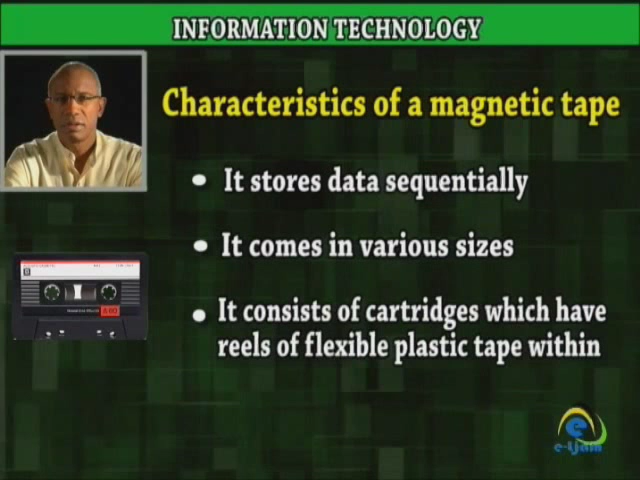 INFORMATION TECHNOLOGY
Characteristics of a magnetic tape
• It stores data sequentially
• It comes in various sizes
• It consists of cartridges which have
reels of flexible plastic tape within
B
e
e-Ljam